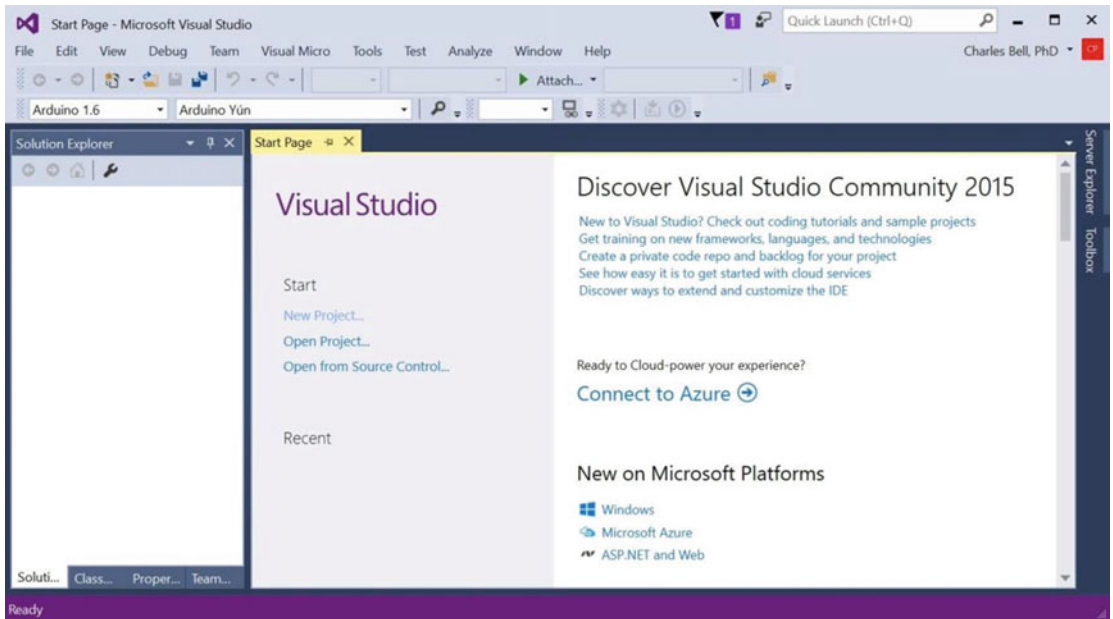 Start Page - Microsoft Visual Studio
1
Quick Launch (Ctrl+Q)
File Edit View Debug Team Visual Micro Tools Test Analyze Window Help
Charles Bell, PhD
CP
Attach...
Arduino 1.6
Arduino Yún
Solution Explorer
Start Page
Server Explorer
Toolbox
Visual Studio
Start
New Project...
Open Project...
Open from Source Control...
Recent
Discover Visual Studio Community 2015
New to Visual Studio? Check out coding tutorials and sample projects
Get training on new frameworks, languages, and technologies
Create a private code repo and backlog for your project
See how easy it is to get started with cloud services
Discover ways to extend and customize the IDE
Ready to Cloud-power your experience?
Connect to Azure
New on Microsoft Platforms
Windows
Microsoft Azure
ASP.NET and Web
Soluti... Class... Proper... Team...
Ready